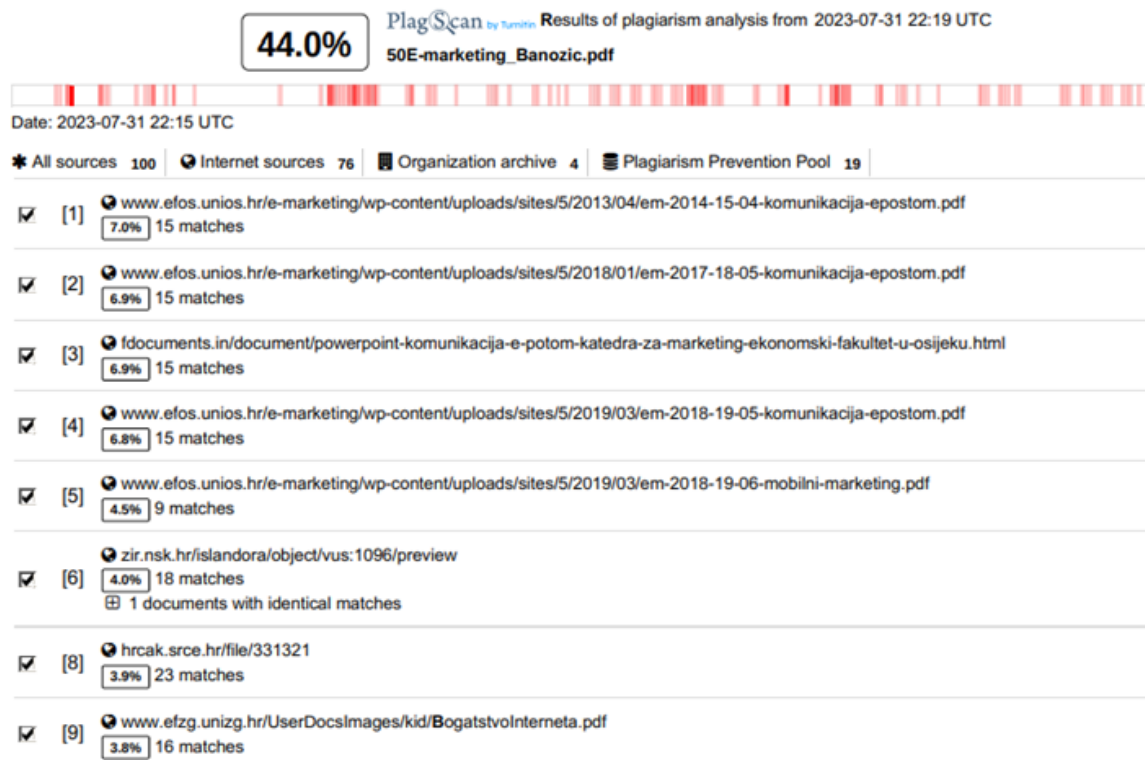 44.0%
PlagScan by Turnitin Results of plagiarism analysis from 2023-07-31 22:19 UTC
50E-marketing_Banozic.pdf
Date: 2023-07-31 22:15 UTC
All sources 100 Internet sources 76 Organization archive 4 Plagiarism Prevention Pool 19
[1] www.efos.unios.hr/e-marketing/wp-content/uploads/sites/5/2013/04/em-2014-15-04-komunikacija-epostom.pdf
7.0% 15 matches
[2] www.efos.unios.hr/e-marketing/wp-content/uploads/sites/5/2018/01/em-2017-18-05-komunikacija-epostom.pdf
6.9% 15 matches
[3] fdocuments.in/document/powerpoint-komunikacija-e-potom-katedra-za-marketing-ekonomski-fakultet-u-osijeku.html
6.9% 15 matches
[4] www.efos.unios.hr/e-marketing/wp-content/uploads/sites/5/2019/03/em-2018-19-05-komunikacija-epostom.pdf
6.8% 15 matches
[5] www.efos.unios.hr/e-marketing/wp-content/uploads/sites/5/2019/03/em-2018-19-06-mobilni-marketing.pdf
4.5% 9 matches
[6] zir.nsk.hr/islandora/object/vus:1096/preview
4.0% 18 matches
1 documents with identical matches
[8] hrcak.srce.hr/file/331321
3.9% 23 matches
[9] www.efzg.unizg.hr/UserDocsImages/kid/BogatstvoInterneta.pdf
3.8% 16 matches